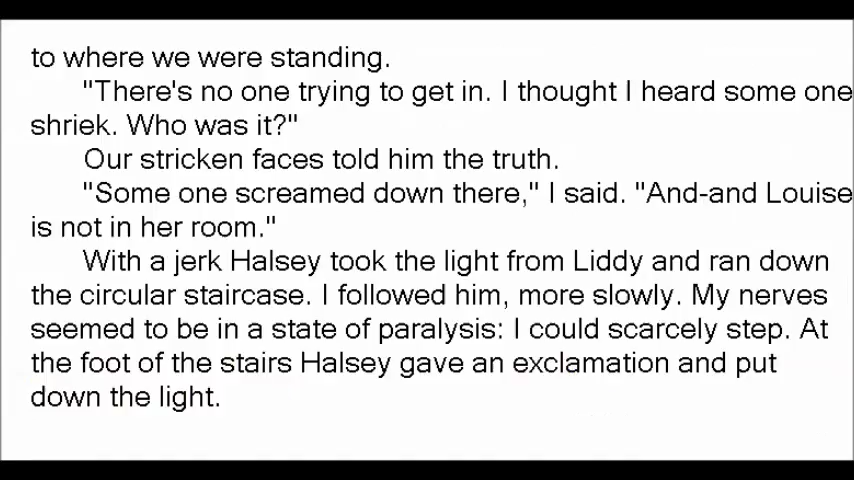 to where we were standing.
"There's no one trying to get in. I thought I heard some one
shriek. Who was it?"
Our stricken faces told him the truth.
"Some one screamed down there," I said. "And-and Louise
is not in her room."
With a jerk Halsey took the light from Liddy and ran down
the circular staircase. I followed him, more slowly. My nerves
seemed to be in a state of paralysis: I could scarcely step. At
the foot of the stairs Halsey gave an exclamation and put
down the light.